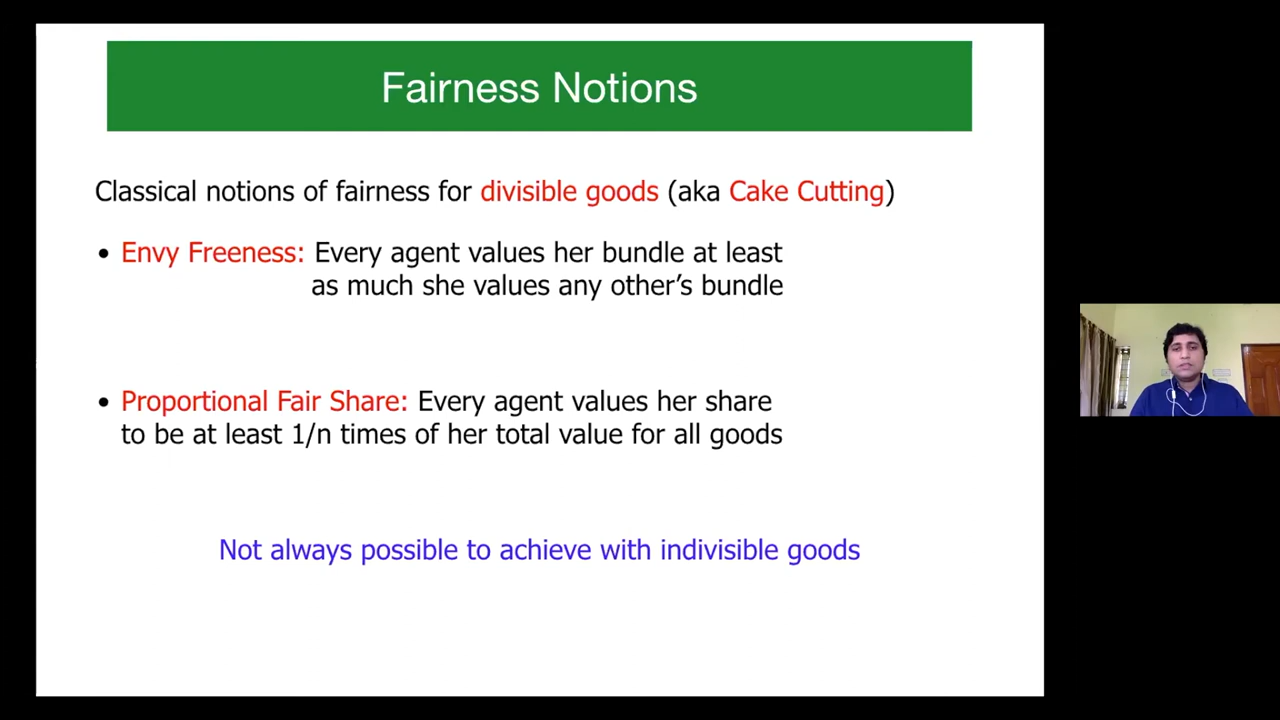 Fairness Notions
Classical notions of fairness for divisible goods (aka Cake Cutting)
• Envy Freeness: Every agent values her bundle at least
as much she values any other’s bundle
• Proportional Fair Share: Every agent values her share
to be at least 1/n times of her total value for all goods
Not always possible to achieve with indivisible goods